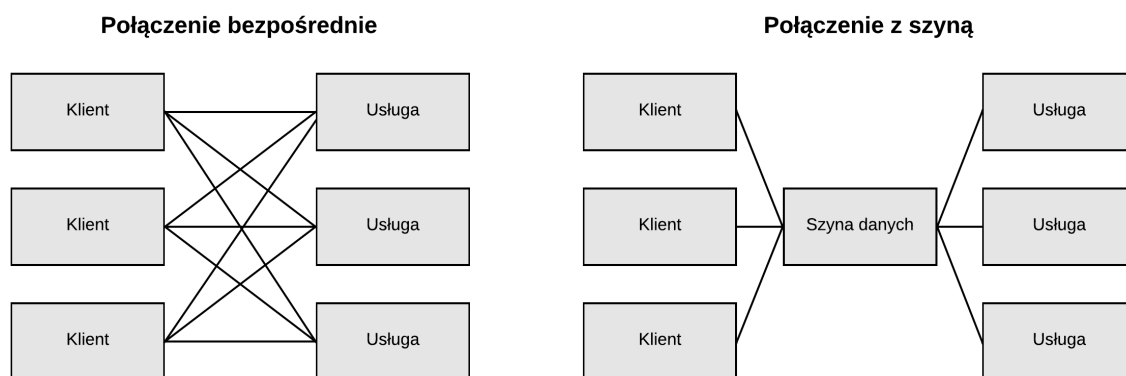 Połączenie bezpośrednie
Połączenie z szyną
Klient
Usługa
Klient
Usługa
Klient
Usługa
Klient
Szyna danych
Usługa
Klient
Usługa
Klient
Usługa